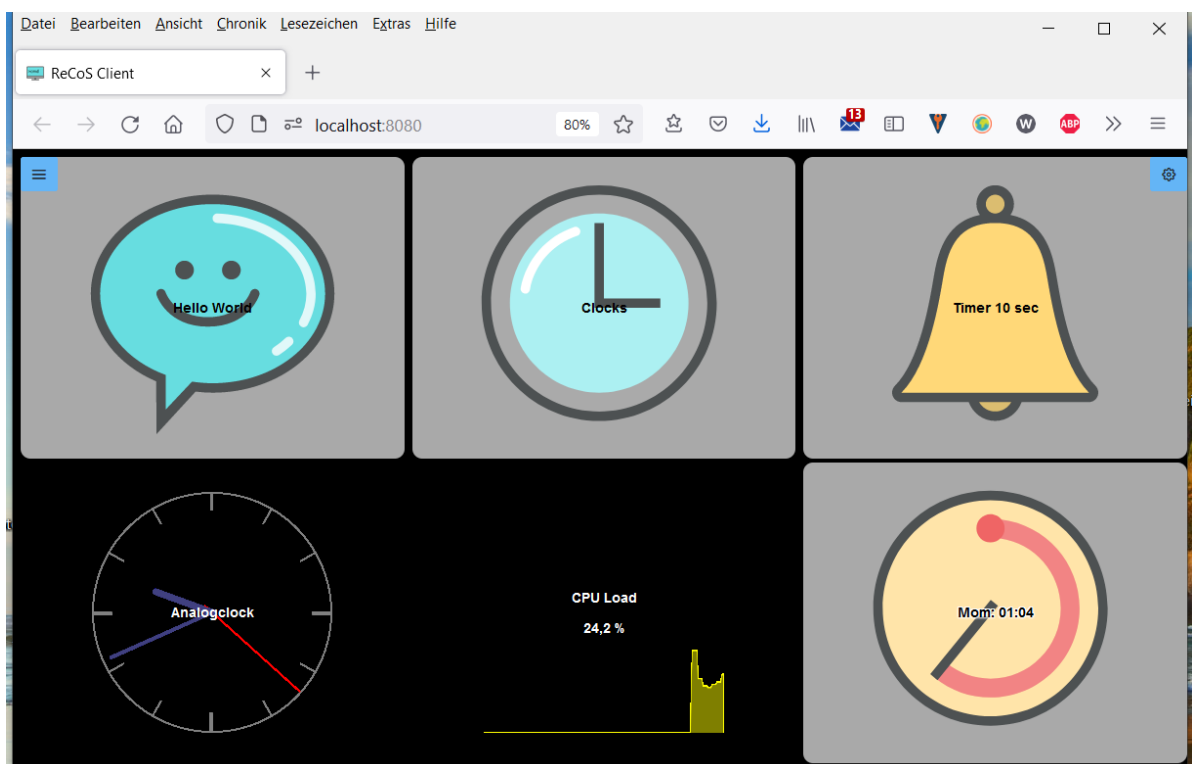 Datei Bearbeiten Ansicht Chronik Lesezeichen Extras Hilfe
ReCoS Client
localhost:8080 80% 13 W ABP
Hello World
Clocks
Timer 10 sec
Analogclock
CPU Load
24,2 %
Mom: 01:04